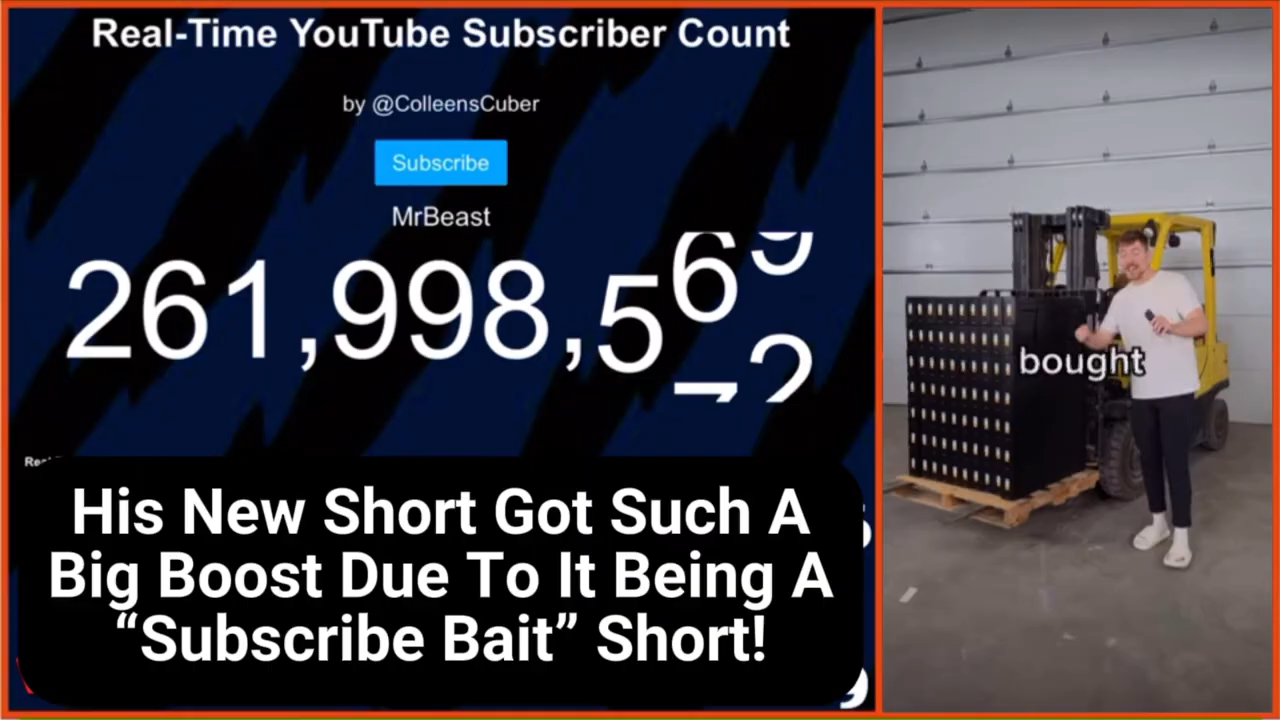 Real-Time YouTube Subscriber Count
by @ColleensCuber
Subscribe
MrBeast
261,998,5
His New Short Got Such A
Big Boost Due To It Being A
“Subscribe Bait” Short!
bought